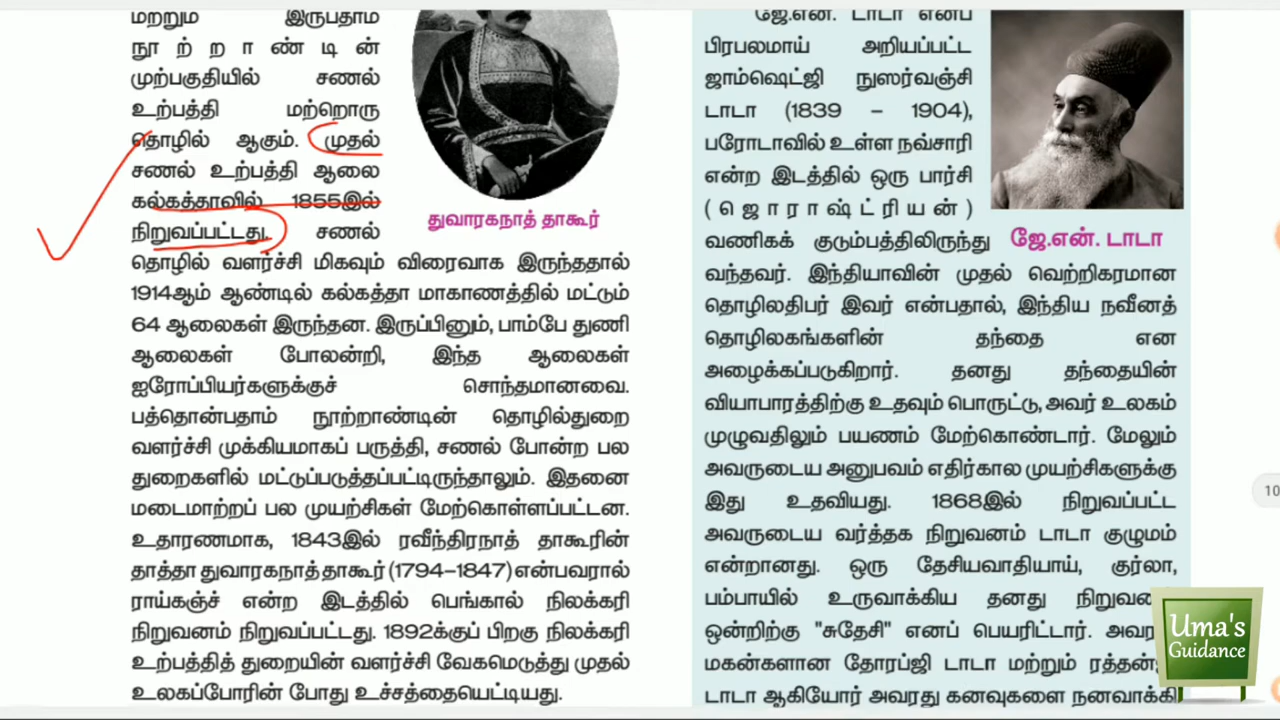 மற்றும் இருபதாம்
நூற்றாண்டின்
முற்பகுதியில் சணல்
உற்பத்தி மற்றொரு
தொழில் ஆகும். முதல்
சணல் உற்பத்தி ஆலை
கல்கத்தாவில் 1855இல்
நிறுவப்பட்டது. சணல்
தொழில் வளர்ச்சி மிகவும் விரைவாக இருந்ததால்
1914ஆம் ஆண்டில் கல்கத்தா மாகாணத்தில் மட்டும்
64 ஆலைகள் இருந்தன. இருப்பினும், பாம்பே துணி
ஆலைகள் போலன்றி, இந்த ஆலைகள்
ஐரோப்பியர்களுக்குச் சொந்தமானவை.
பத்தொன்பதாம் நூற்றாண்டின் தொழில்துறை
வளர்ச்சி முக்கியமாகப் பருத்தி, சணல் போன்ற பல
துறைகளில் மட்டுப்படுத்தப்பட்டிருந்தாலும். இதனை
மடைமாற்றப் பல முயற்சிகள் மேற்கொள்ளப்பட்டன.
உதாரணமாக, 1843இல் ரவீந்திரநாத் தாகூரின்
தாத்தா துவாரகநாத் தாகூர் (1794–1847) என்பவரால்
ராய்கஞ்ச் என்ற இடத்தில் பெங்கால் நிலக்கரி
நிறுவனம் நிறுவப்பட்டது. 1892க்குப் பிறகு நிலக்கரி
உற்பத்தித் துறையின் வளர்ச்சி வேகமெடுத்து முதல்
உலகப்போரின் போது உச்சத்தையெட்டியது.
துவாரகநாத் தாகூர்
ஜே.என். டாடா எனப்
பிரபலமாய் அறியப்பட்ட
ஜாம்ஷெட்ஜி நுஸர்வஞ்சி
டாடா (1839 – 1904),
பரோடாவில் உள்ள நவ்சாரி
என்ற இடத்தில் ஒரு பார்சி
(ஜொராஷ்ட்ரியன்)
வணிகக் குடும்பத்திலிருந்து
வந்தவர். இந்தியாவின் முதல் வெற்றிகரமான
தொழிலதிபர் இவர் என்பதால், இந்திய நவீனத்
தொழிலகங்களின் தந்தை என
அழைக்கப்படுகிறார். தனது தந்தையின்
வியாபாரத்திற்கு உதவும் பொருட்டு, அவர் உலகம்
முழுவதிலும் பயணம் மேற்கொண்டார். மேலும்
அவருடைய அனுபவம் எதிர்கால முயற்சிகளுக்கு
இது உதவியது. 1868இல் நிறுவப்பட்ட
அவருடைய வர்த்தக நிறுவனம் டாடா குழுமம்
என்றானது. ஒரு தேசியவாதியாய், குர்லா,
பம்பாயில் உருவாக்கிய தனது
ஒன்றிற்கு "சுதேசி" எனப் பெயரிட்டார்.
மகன்களான தோரப்ஜி டாடா மற்றும்
டாடா ஆகியோர் அவரது கனவுகளை நனவாக்கி
ஜே.என். டாடா
10
Uma's
Guidance